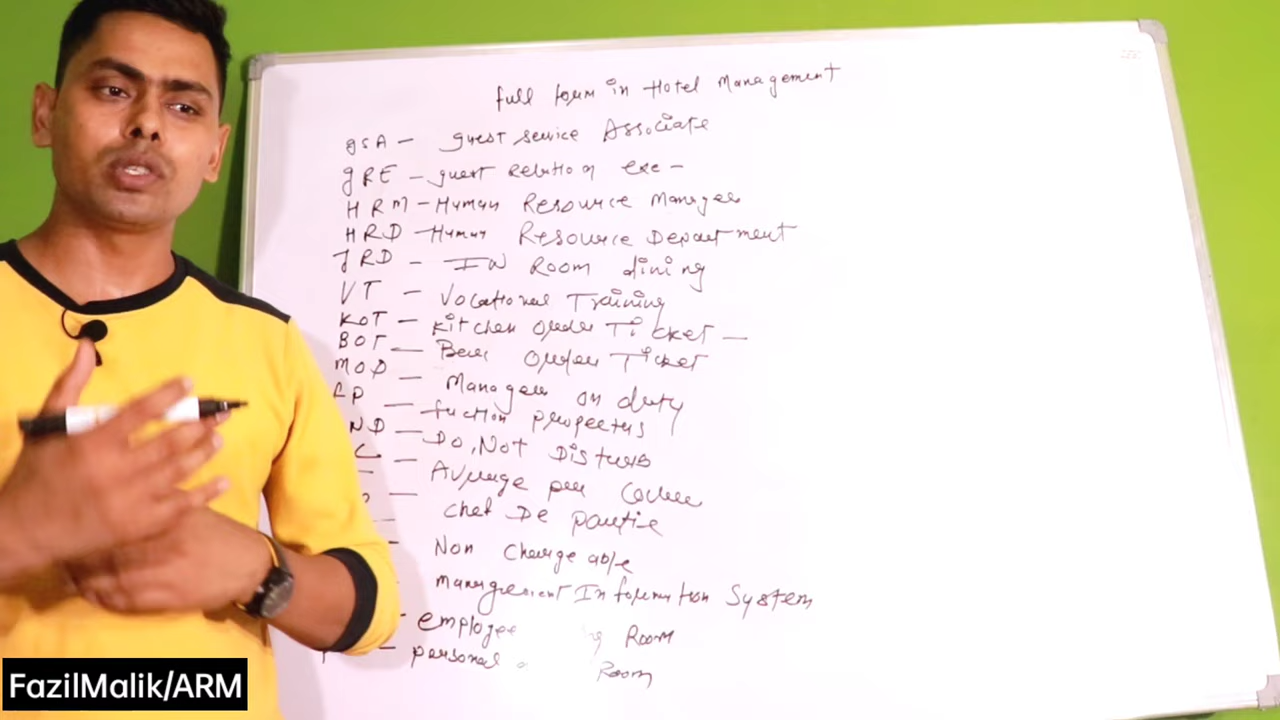 full form in Hotel Management
GSA – guest service Associate
GRE – guest Relation exe –
HRM – Human Resource Manager
HRD – Human Resource Department
IRD – IN Room dining
VT – Vocational Training
KOT – Kitchen Order Ticket –
BOT – Beer Order Ticket
MOD – Manager on duty
FP – fuction
ND – DO, Not Disturb
C – Average per Cover
– Chef De partie
– Non Chargeable
Management Information System
– employee Room
– personal Room
FazilMalik/ARM